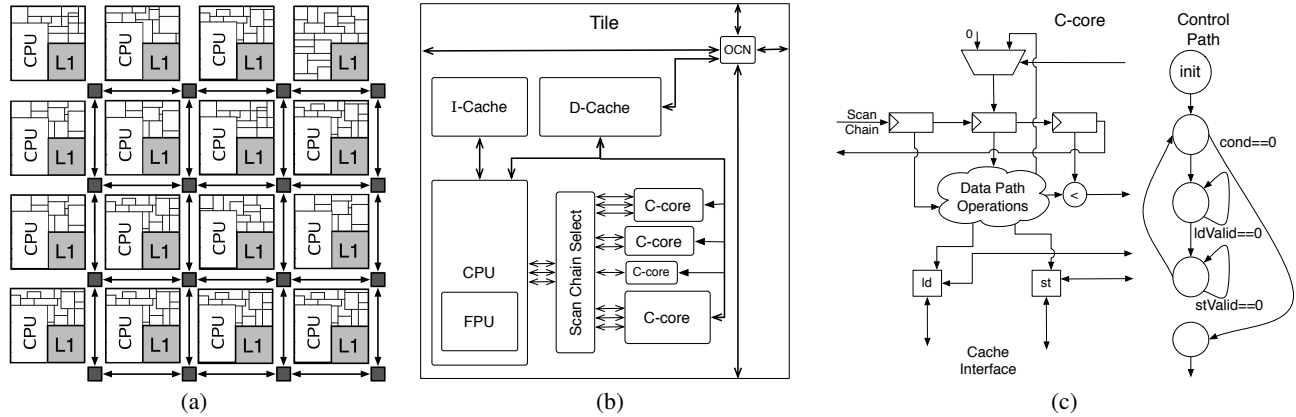 CPU L1 CPU L1 CPU L1 L1
CPU L1 CPU L1 CPU L1 CPU L1
CPU L1 CPU L1 CPU L1 CPU L1
CPU L1 CPU L1 CPU L1 CPU L1
(a)
Tile
OCN
I-Cache
D-Cache
CPU
FPU
Scan Chain Select
C-core
C-core
C-core
C-core
(b)
C-core
0
Scan
Chain
Data Path
Operations
<
ld
st
Cache
Interface
Control
Path
init
cond==0
ldValid==0
stValid==0
(c)